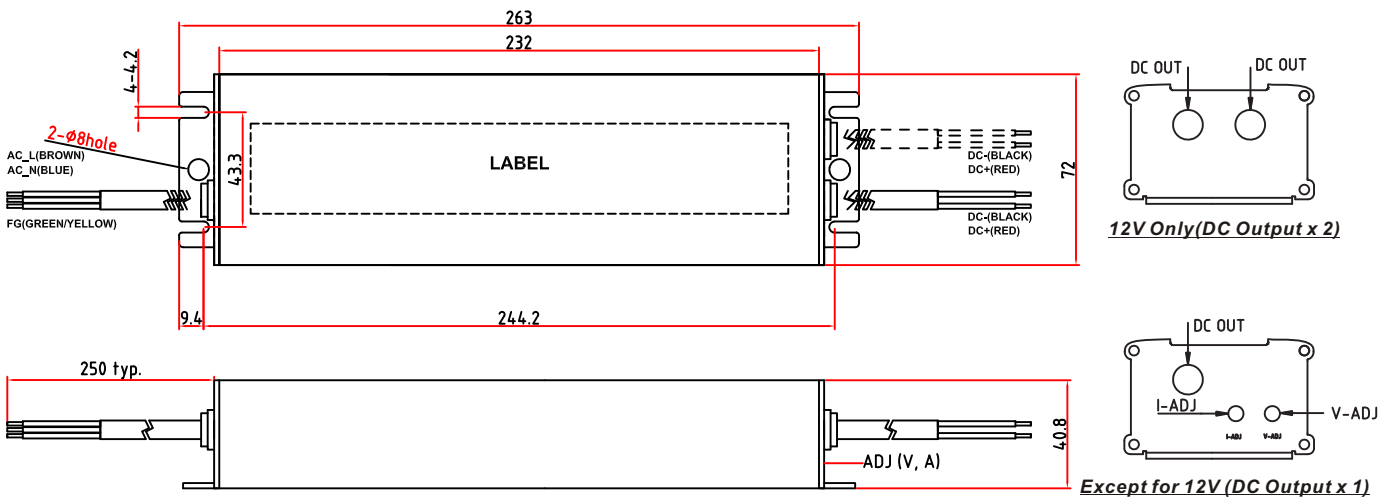 263
232
4-4.2
2-Φ8hole
AC_L(BROWN)
AC_N(BLUE)
FG(GREEN/YELLOW)
43.3
LABEL
DC-(BLACK)
DC+(RED)
DC-(BLACK)
DC+(RED)
72
9.4
244.2
DC OUT
DC OUT
12V Only(DC Output x 2)
250 typ.
40.8
ADJ (V, A)
DC OUT
I-ADJ
V-ADJ
I-ADJ
V-ADJ
Except for 12V (DC Output x 1)